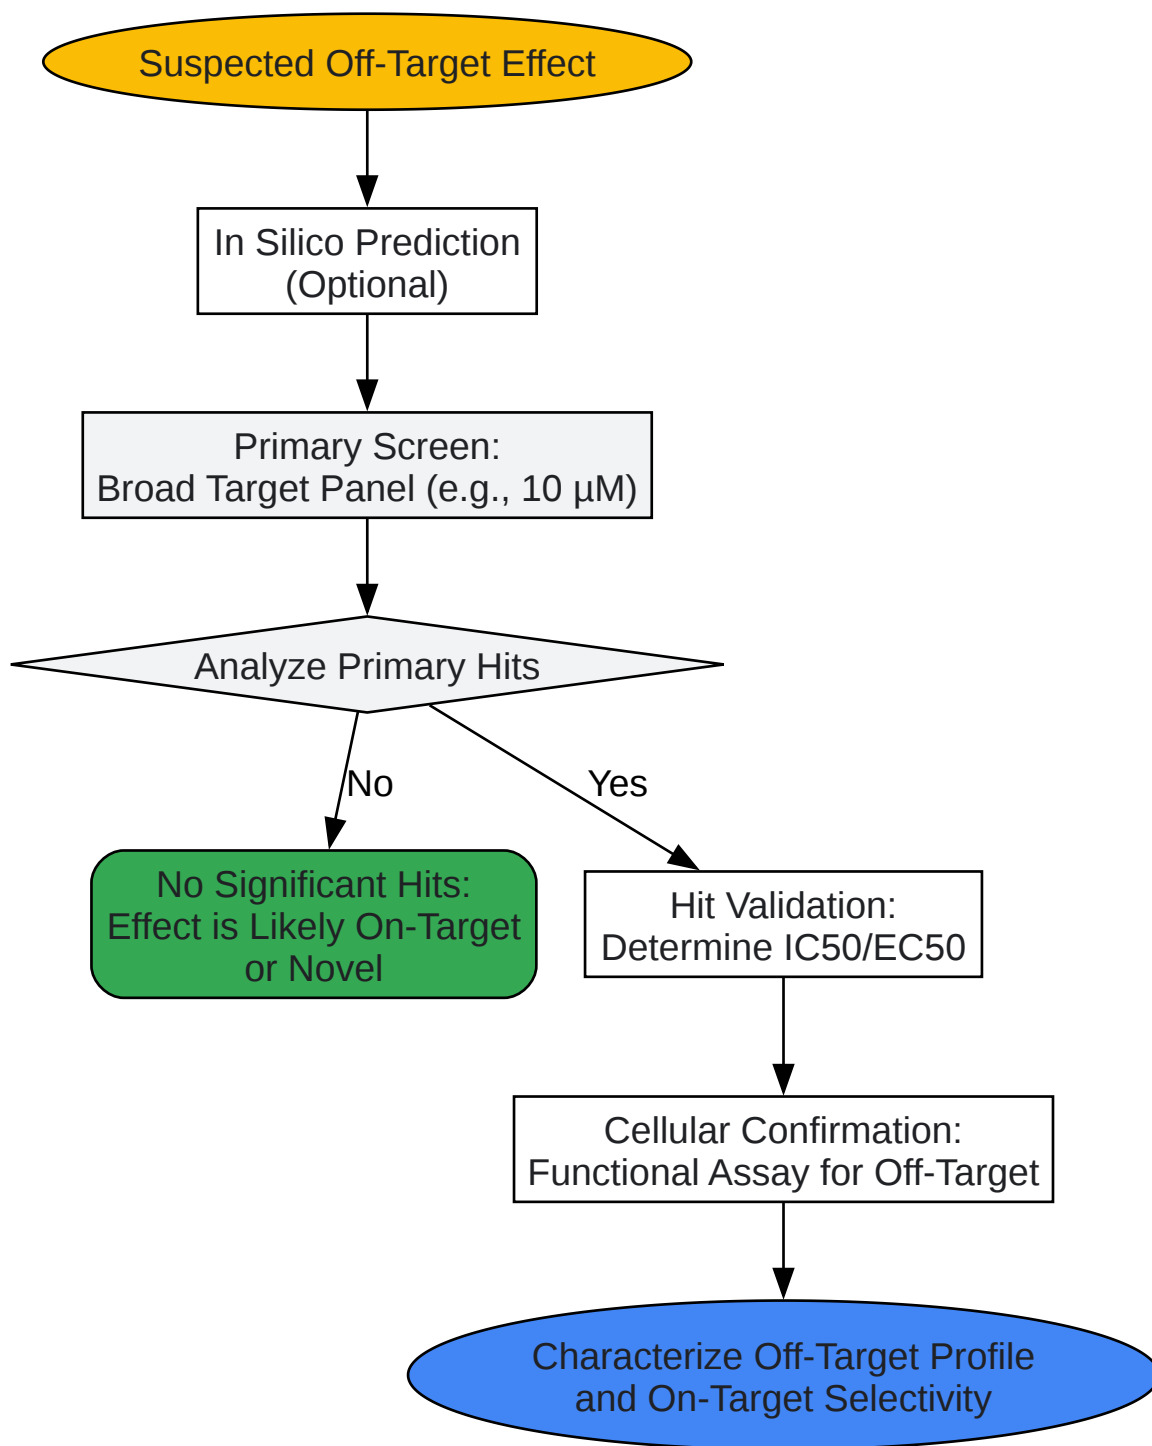 Suspected Off-Target Effect
In Silico Prediction
(Optional)
Primary Screen:
Broad Target Panel (e.g., 10 µM)
Analyze Primary Hits
No
Yes
No Significant Hits:
Effect is Likely On-Target
or Novel
Hit Validation:
Determine IC50/EC50
Cellular Confirmation:
Functional Assay for Off-Target
Characterize Off-Target Profile
and On-Target Selectivity